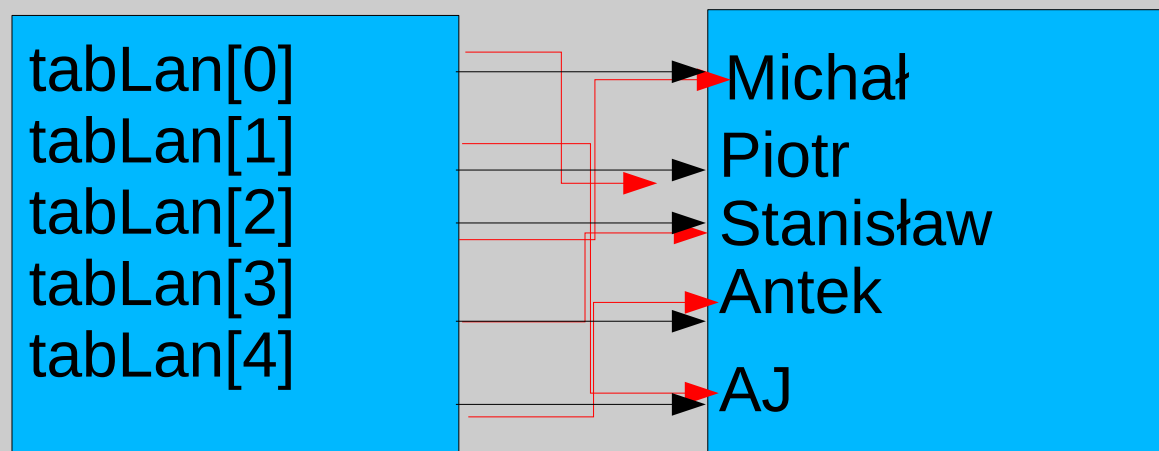 tabLan[0]
tabLan[1]
tabLan[2]
tabLan[3]
tabLan[4]
Michał
Piotr
Stanisław
Antek
AJ